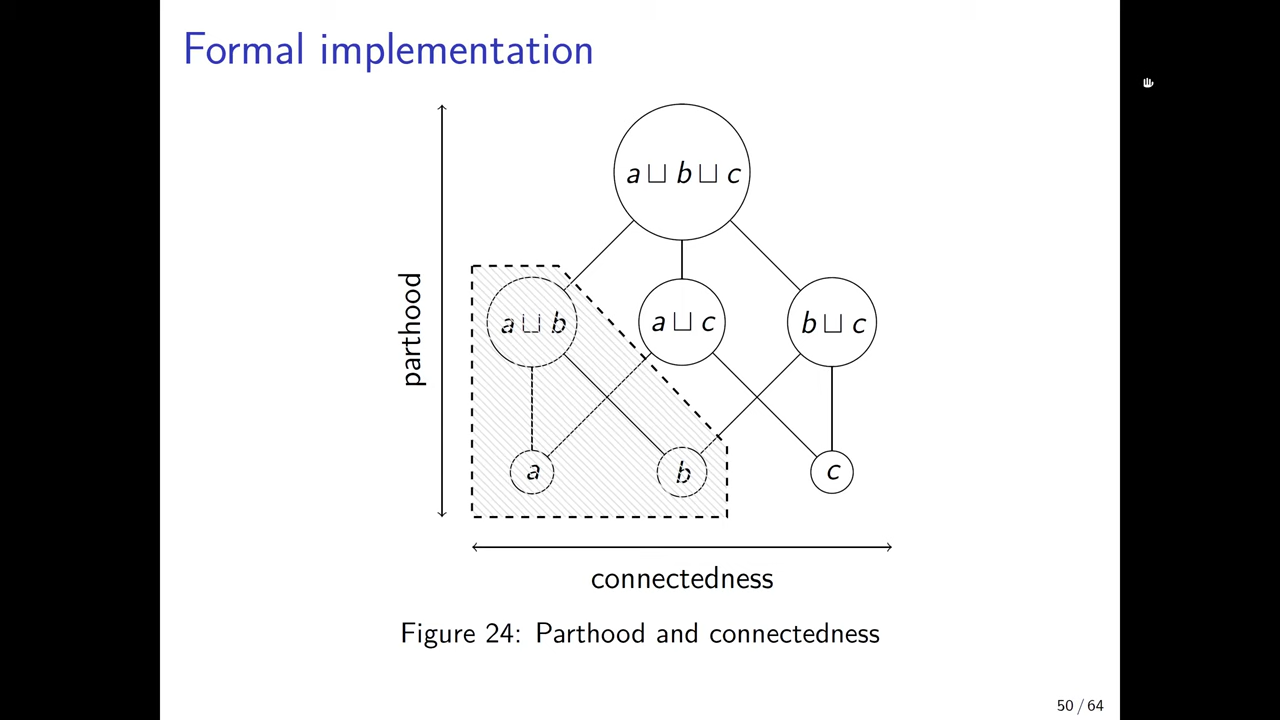 Formal implementation
a ⊔ b ⊔ c
parthood
a ⊔ b
a ⊔ c
b ⊔ c
a
b
c
connectedness
Figure 24: Parthood and connectedness
50 / 64